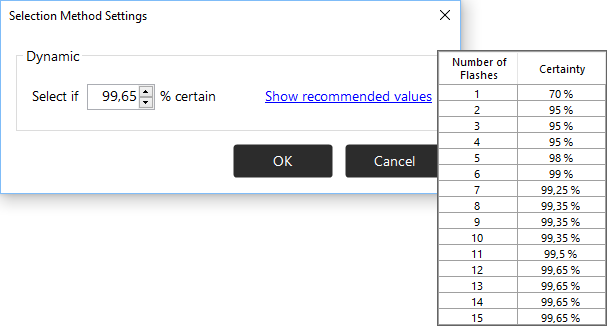 Selection Method Settings
Dynamic
Select if 99,65 % certain Show recommended values
OK Cancel
Number of Flashes Certainty
1 70 %
2 95 %
3 95 %
4 95 %
5 98 %
6 99 %
7 99,25 %
8 99,35 %
9 99,35 %
10 99,35 %
11 99,5 %
12 99,65 %
13 99,65 %
14 99,65 %
15 99,65 %